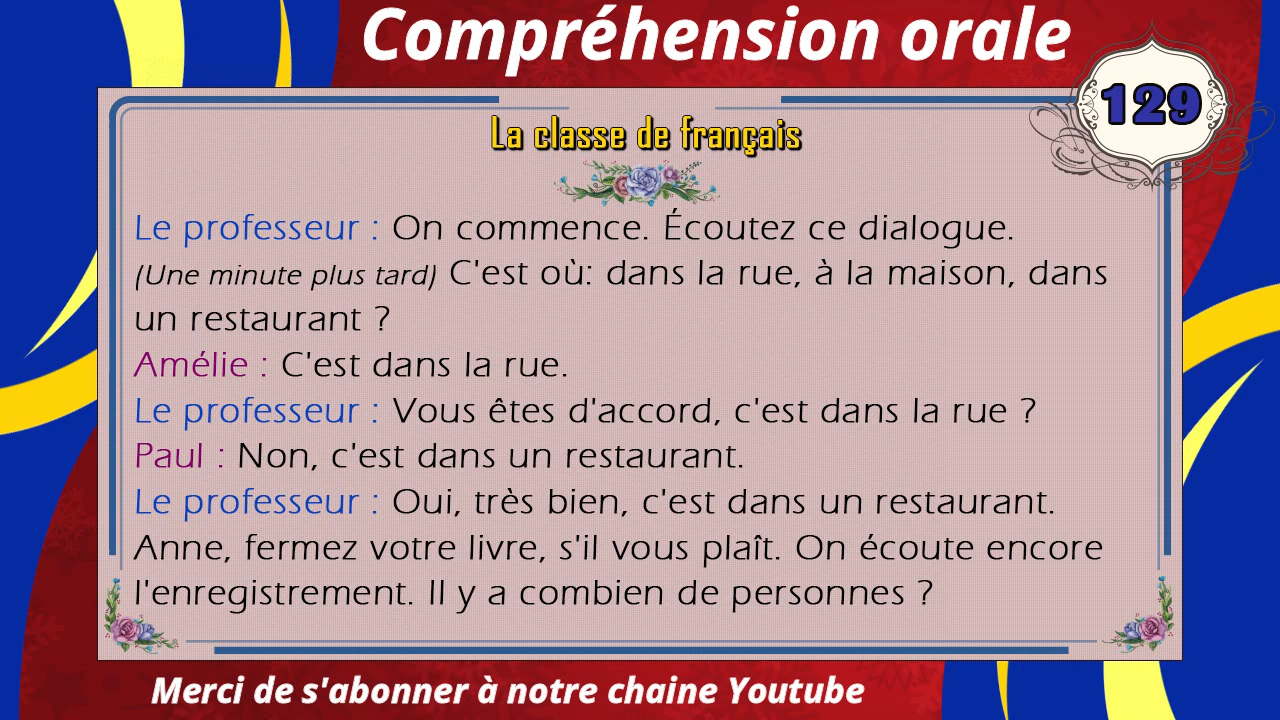 Compréhension orale
129
La classe de français
Le professeur : On commence. Écoutez ce dialogue.
(Une minute plus tard) C'est où: dans la rue, à la maison, dans
un restaurant ?
Amélie : C'est dans la rue.
Le professeur : Vous êtes d'accord, c'est dans la rue ?
Paul : Non, c'est dans un restaurant.
Le professeur : Oui, très bien, c'est dans un restaurant.
Anne, fermez votre livre, s'il vous plaît. On écoute encore
l'enregistrement. Il y a combien de personnes ?
Merci de s'abonner à notre chaine Youtube